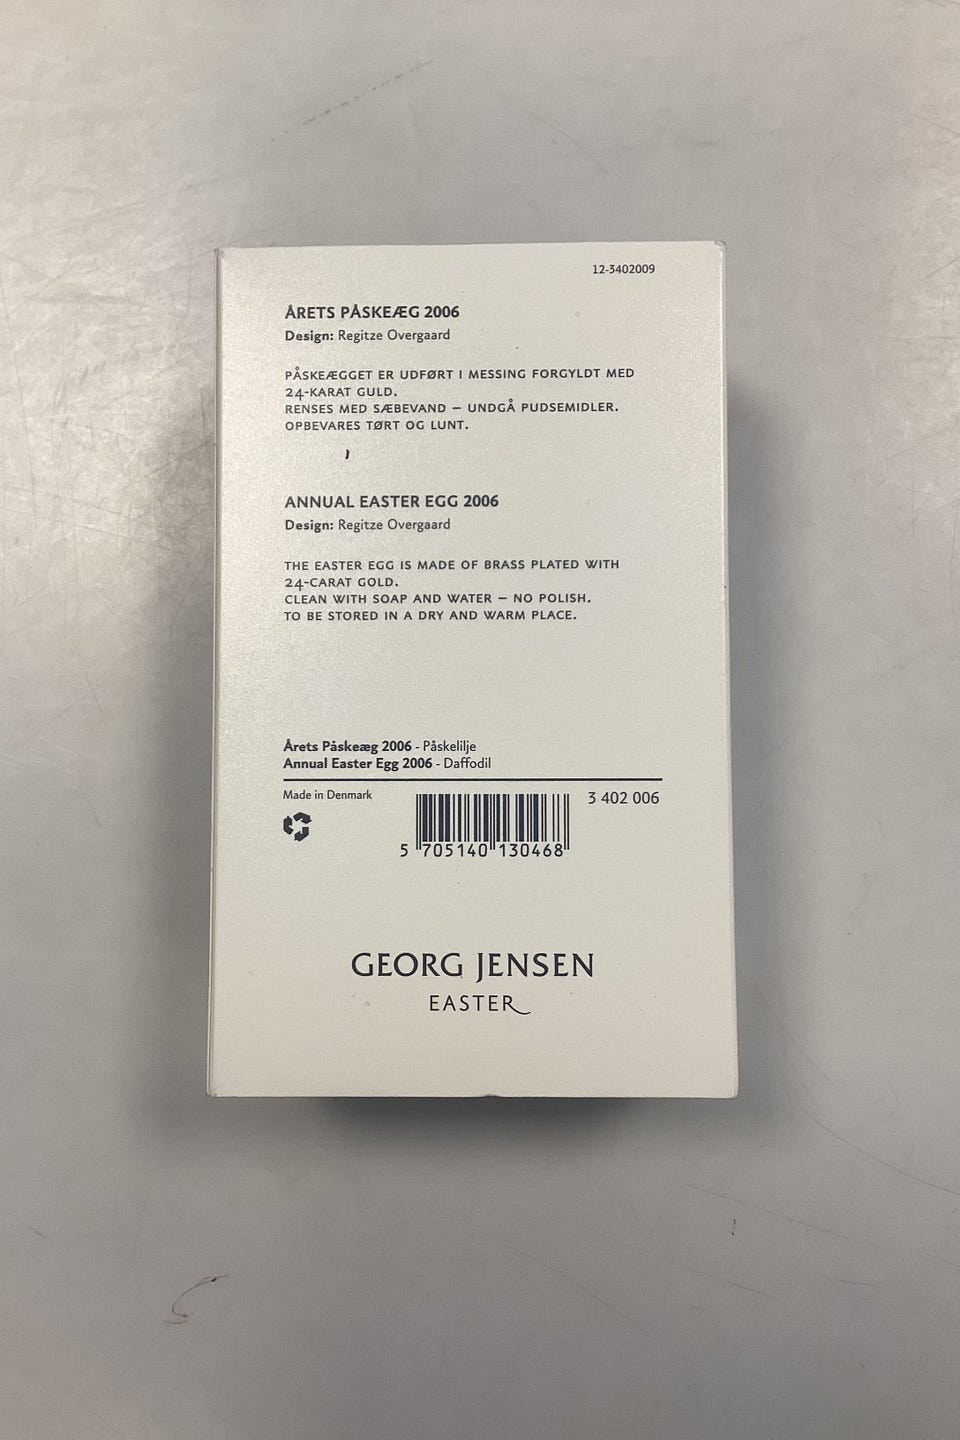 12-3402009
ÅRETS PÅSKEÆG 2006
Design: Regitze Overgaard
PÅSKEÆGGET ER UDFØRT I MESSING FORGYLDT MED
24-KARAT GULD.
RENSES MED SÆBEVAND – UNDGÅ PUDSEMIDLER.
OPBEVARES TØRT OG LUNT.
ANNUAL EASTER EGG 2006
Design: Regitze Overgaard
THE EASTER EGG IS MADE OF BRASS PLATED WITH
24-CARAT GOLD.
CLEAN WITH SOAP AND WATER – NO POLISH.
TO BE STORED IN A DRY AND WARM PLACE.
Årets Påskeæg 2006 - Påskelilje
Annual Easter Egg 2006 - Daffodil
Made in Denmark
3 402 006
5 705140 130468
GEORG JENSEN
EASTER